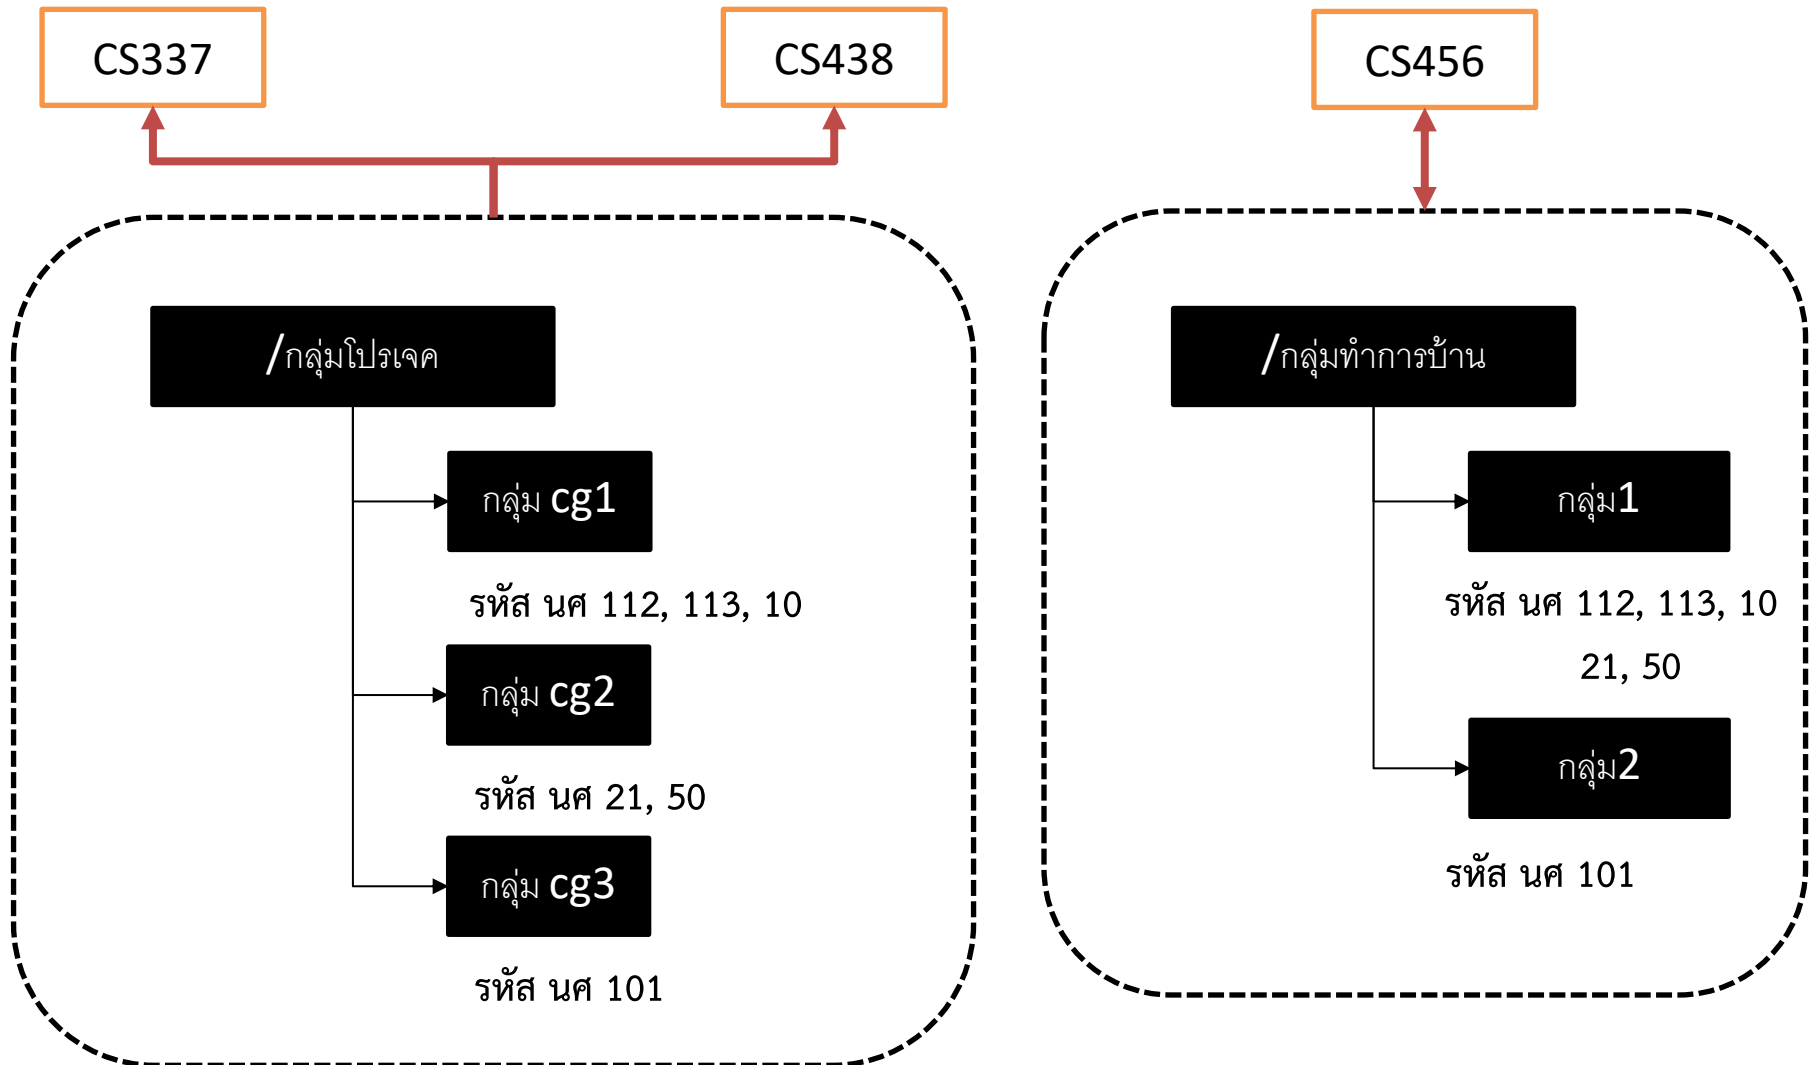 CS337
CS438
CS456
/กลุ่มโปรเจค
กลุ่ม cg1
รหัส นศ 112, 113, 10
กลุ่ม cg2
รหัส นศ 21, 50
กลุ่ม cg3
รหัส นศ 101
/กลุ่มทำการบ้าน
กลุ่ม1
รหัส นศ 112, 113, 10
21, 50
กลุ่ม2
รหัส นศ 101